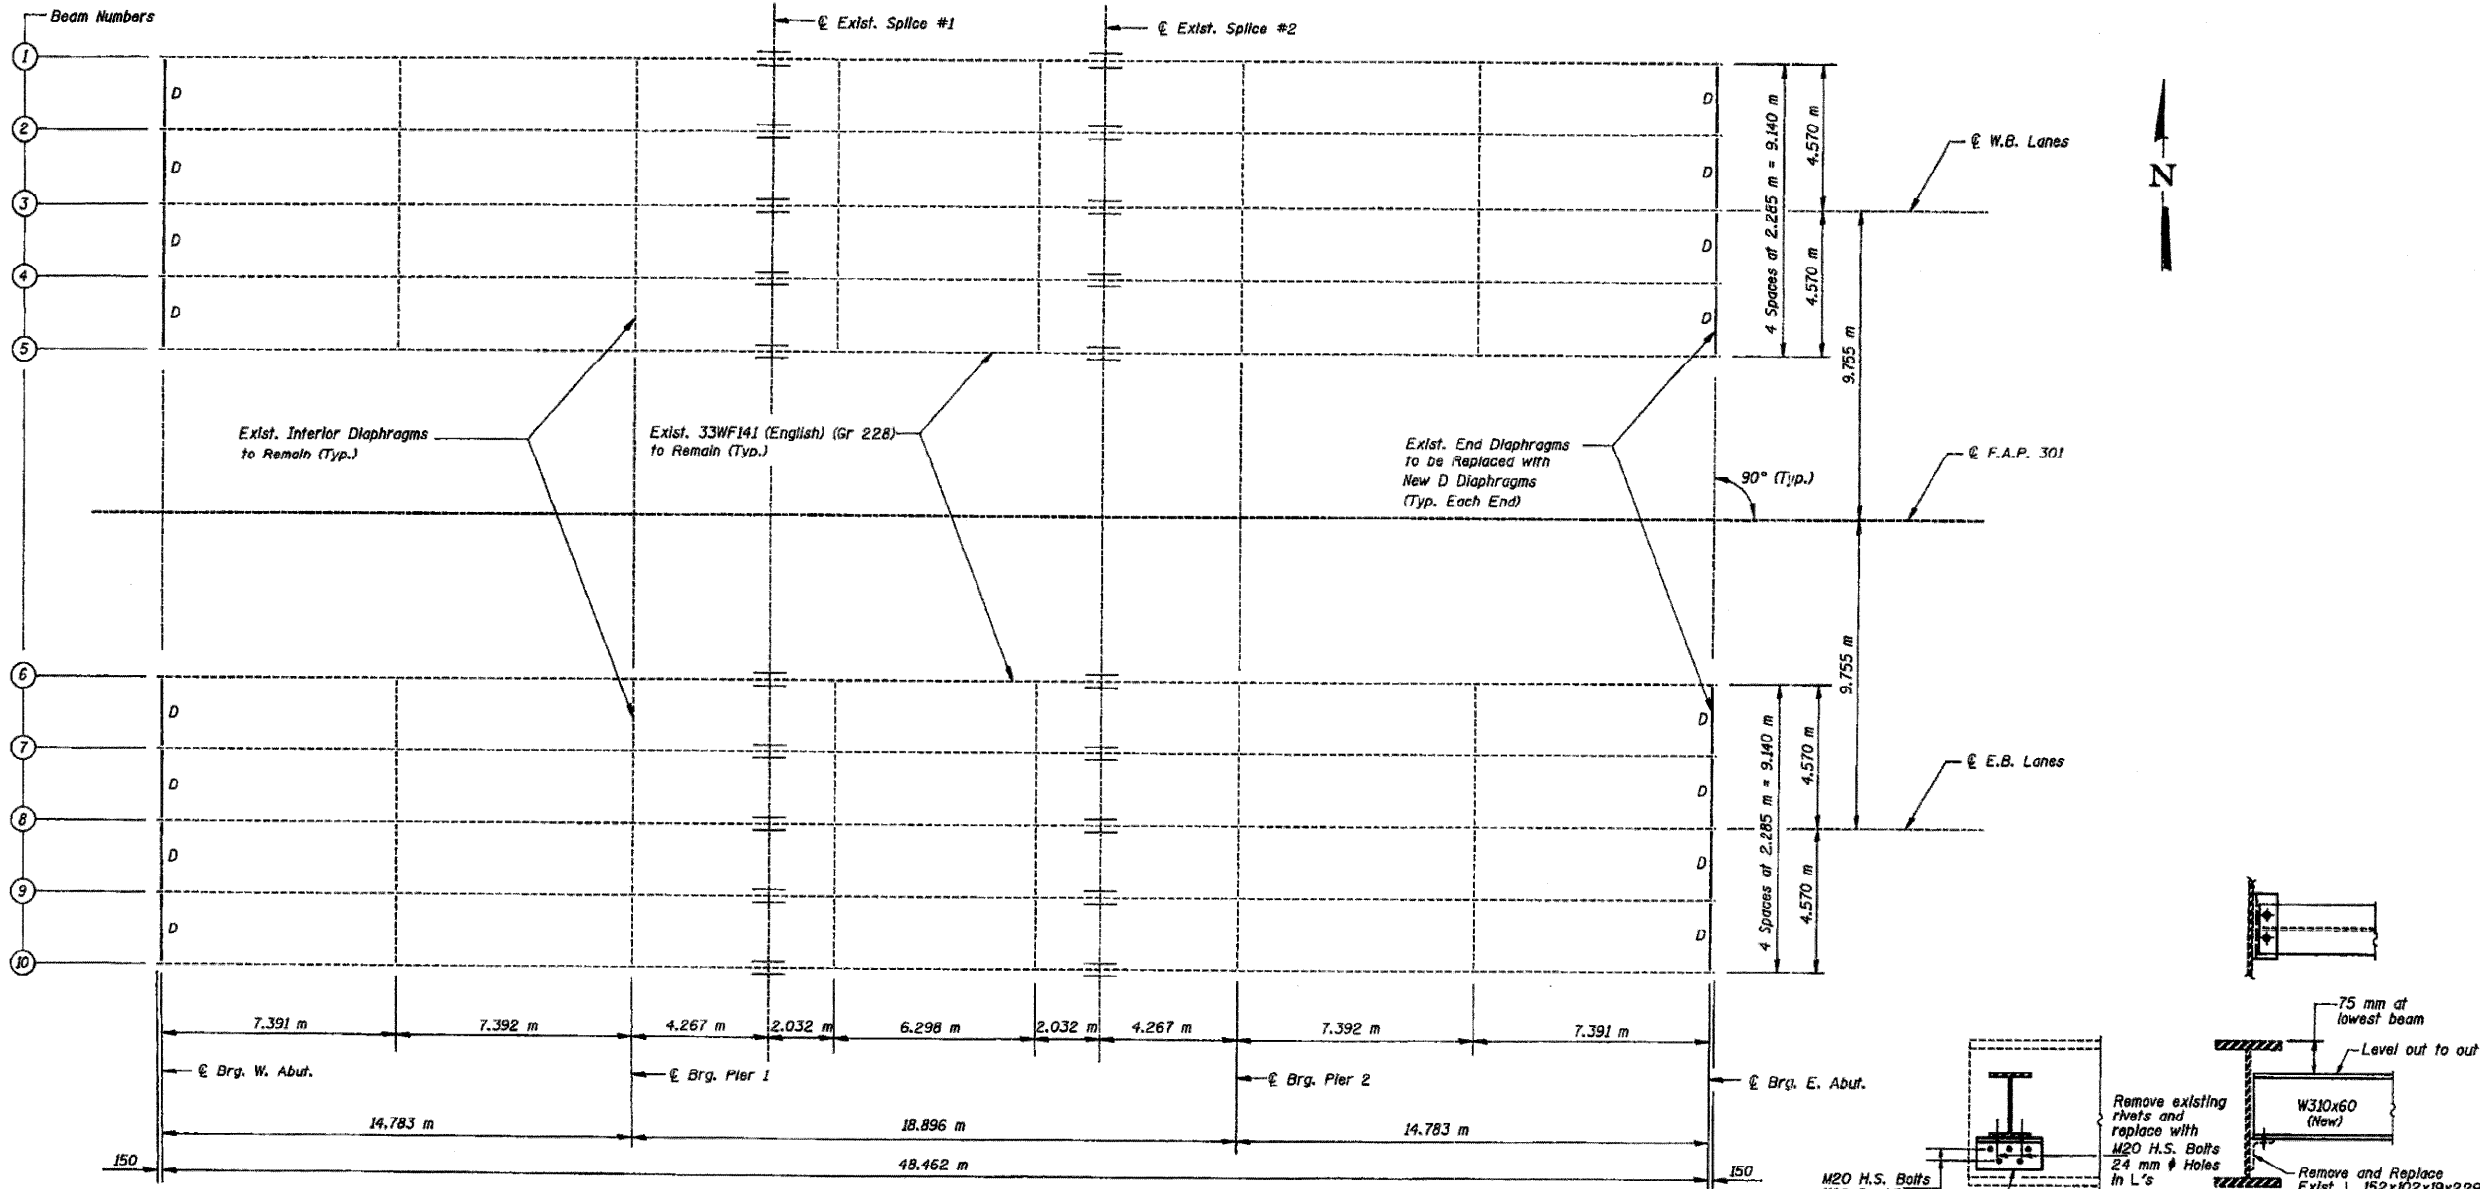 Beam Numbers
℄ Exist. Splice #1
℄ Exist. Splice #2
1
2
3
4
5
D
D
D
D
D
D
D
D
4 Spaces at 2.285 m = 9.140 m
4.570 m
4.570 m
℄ W.B. Lanes
N
9.755 m
Exist. Interior Diaphragms
to Remain (Typ.)
Exist. 33WF141 (English) (Gr 228)
to Remain (Typ.)
Exist. End Diaphragms
to be Replaced with
New D Diaphragms
(Typ. Each End)
90° (Typ.)
℄ F.A.P. 301
9.755 m
6
7
8
9
10
D
D
D
D
D
D
D
D
4 Spaces at 2.285 m = 9.140 m
4.570 m
4.570 m
℄ E.B. Lanes
7.391 m
7.392 m
4.267 m
2.032 m
6.298 m
2.032 m
4.267 m
7.392 m
7.391 m
℄ Brg. W. Abut.
℄ Brg. Pier 1
℄ Brg. Pier 2
℄ Brg. E. Abut.
14.783 m
18.896 m
14.783 m
150
48.462 m
150
75 mm at
lowest beam
Level out to out
W310x60
(New)
Remove existing
rivets and
replace with
M20 H.S. Bolts
24 mm ϕ Holes
in L's
M20 H.S. Bolts
Remove and Replace
Exist. L 152x102x19x229